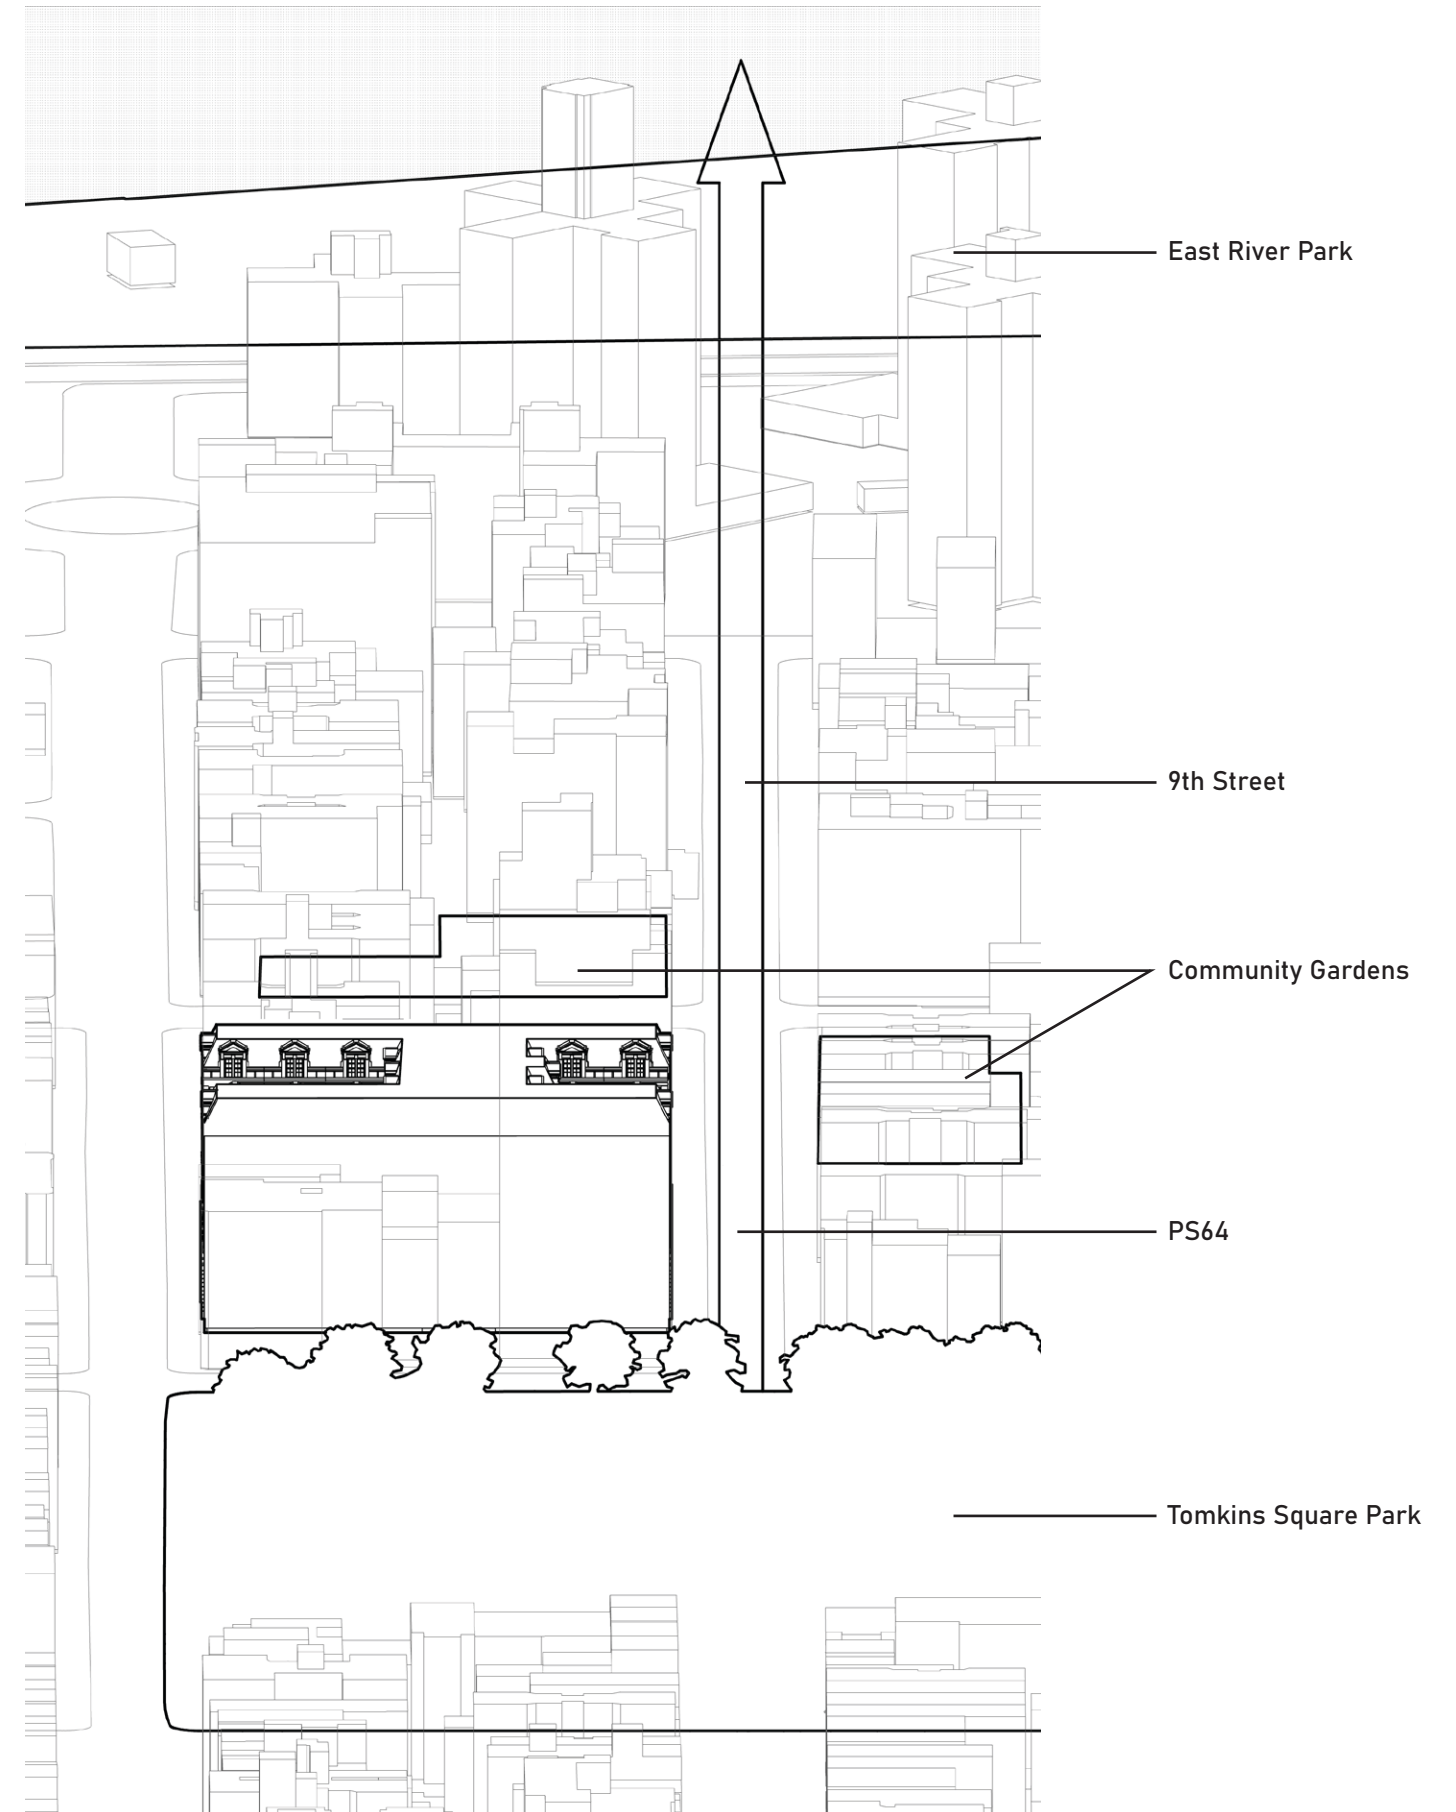 East River Park
9th Street
Community Gardens
PS64
Tomkins Square Park